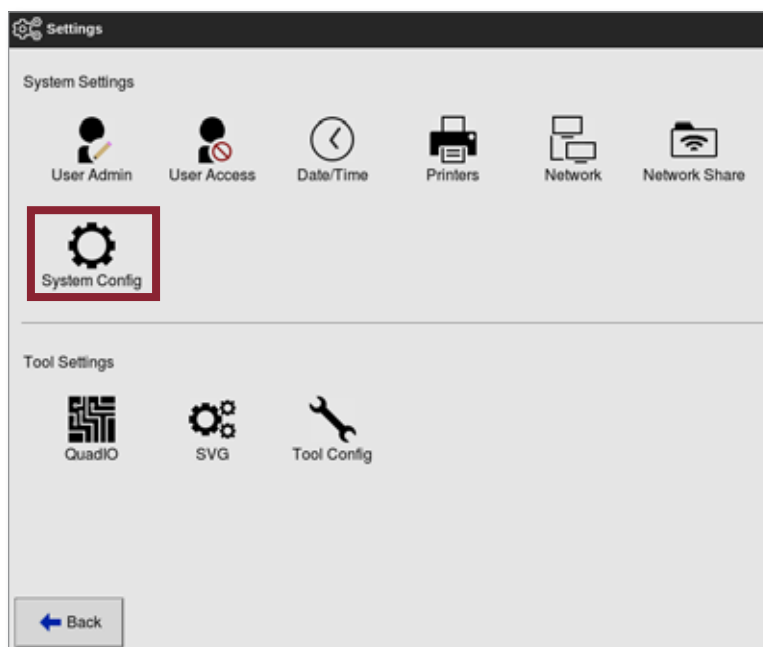 Settings
System Settings
User Admin User Access Date/Time Printers Network Network Share
System Config
Tool Settings
QuadIO SVG Tool Config
Back